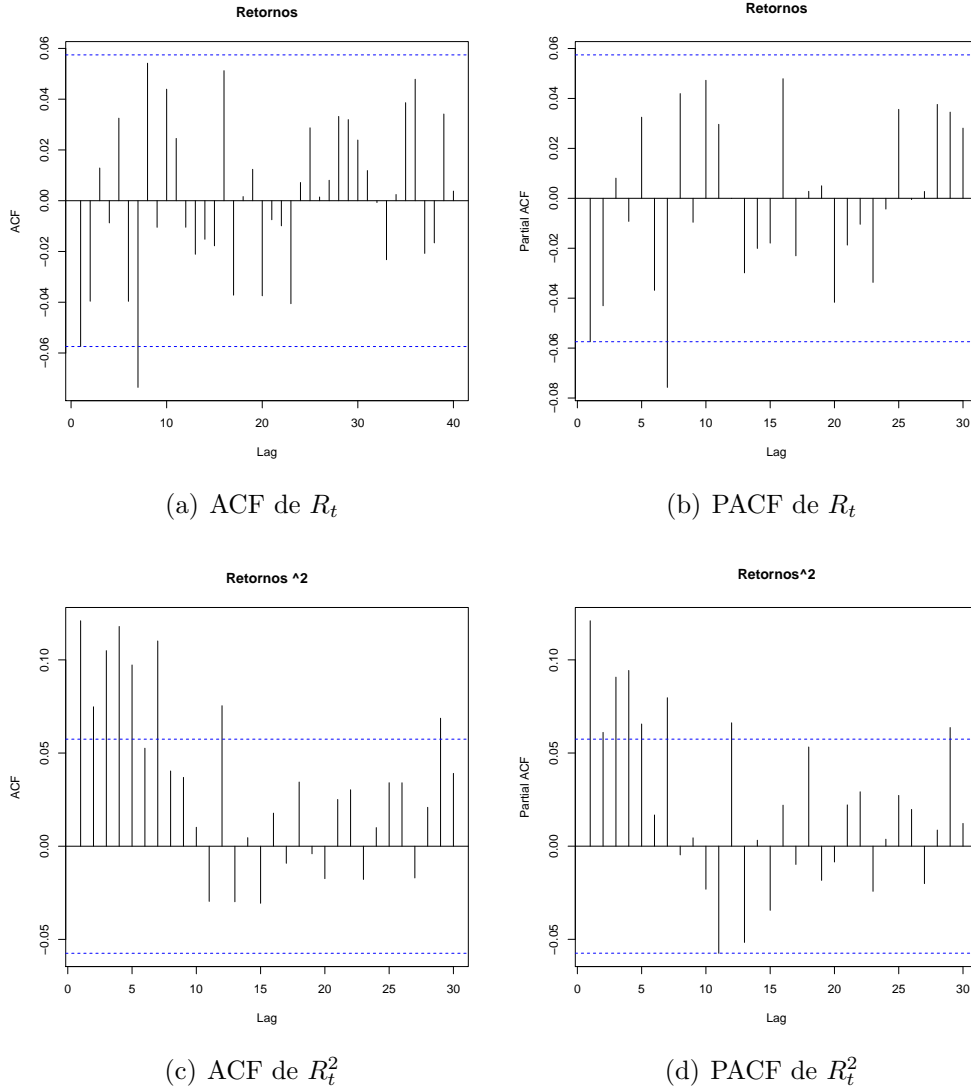 Retornos
ACF
0.06
0.04
0.02
0.00
−0.02
−0.04
−0.06
0 10 20 30 40
Lag
(a) ACF de R_t
Retornos
Partial ACF
0.06
0.04
0.02
0.00
−0.02
−0.04
−0.06
−0.08
0 5 10 15 20 25 30
Lag
(b) PACF de R_t
Retornos ^2
ACF
0.10
0.05
0.00
−0.05
0 5 10 15 20 25 30
Lag
(c) ACF de R_t^2
Retornos^2
Partial ACF
0.10
0.05
0.00
−0.05
0 5 10 15 20 25 30
Lag
(d) PACF de R_t^2